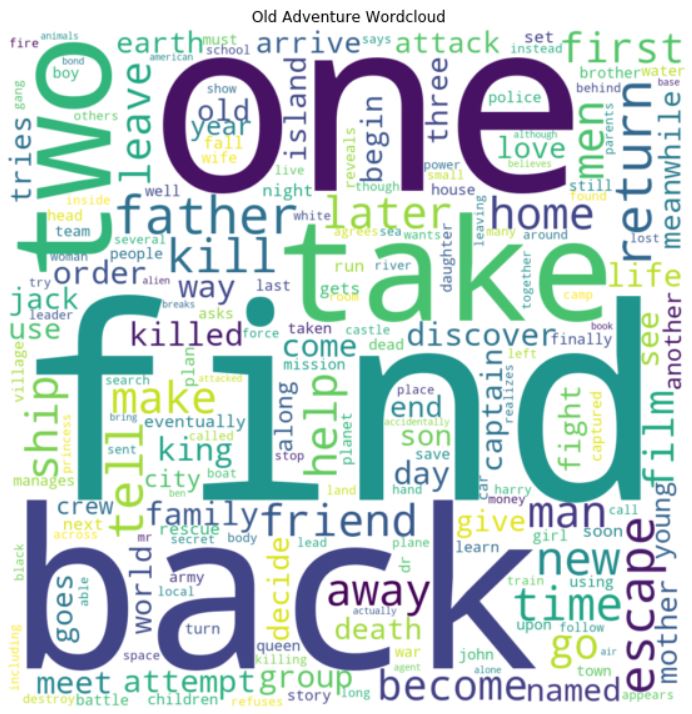 Old Adventure Wordcloud
fire animals bond school says set must instead
earth arrive attack first
gang boy american brother water
two one base
tries others leave show old year island begin three police behind
fall wife reveals although love men parents return meanwhile
inside live though power small believes
head well night house still found
father white later home
team several agrees sea wants daughter leaving many around lost
woman people kill take together
try alien order way last run river life
jack asks gets room camp
leader breaks taken castle book
use killed force come dead discover finally see another
village search plan mission left
attacked place realizes
princess make along help planet end captain fight captured film
bring eventually accidentally
ship sent called stop son save
find
manages king day car harry
tell city boat land hand money
ben
crew family friend give man call young
next across rescue mr secret body lead plane learn girl soon
black back dr new escape
army away train using
goes able world local decide actually time mother
turn death upon follow
including space queen war john go air
killing agent alone town
meet attempt group become named
destroy battle children refuses story long appears